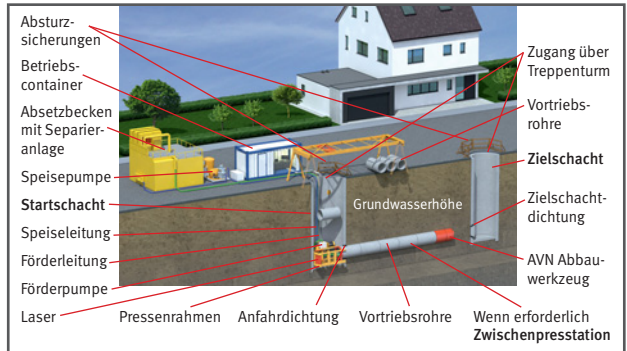 Absturz-
sicherungen
Betriebs-
container
Absetzbecken
mit Separier-
anlage
Speisepumpe
Startschacht
Speiseleitung
Förderleitung
Förderpumpe
Laser
Pressenrahmen
Anfahrdichtung
Vortriebsrohre
Wenn erforderlich
Zwischenpresstation
Grundwasserhöhe
Zugang über
Treppenturm
Vortriebs-
rohre
Zielschacht
Zielschacht-
dichtung
AVN Abbau-
werkzeug